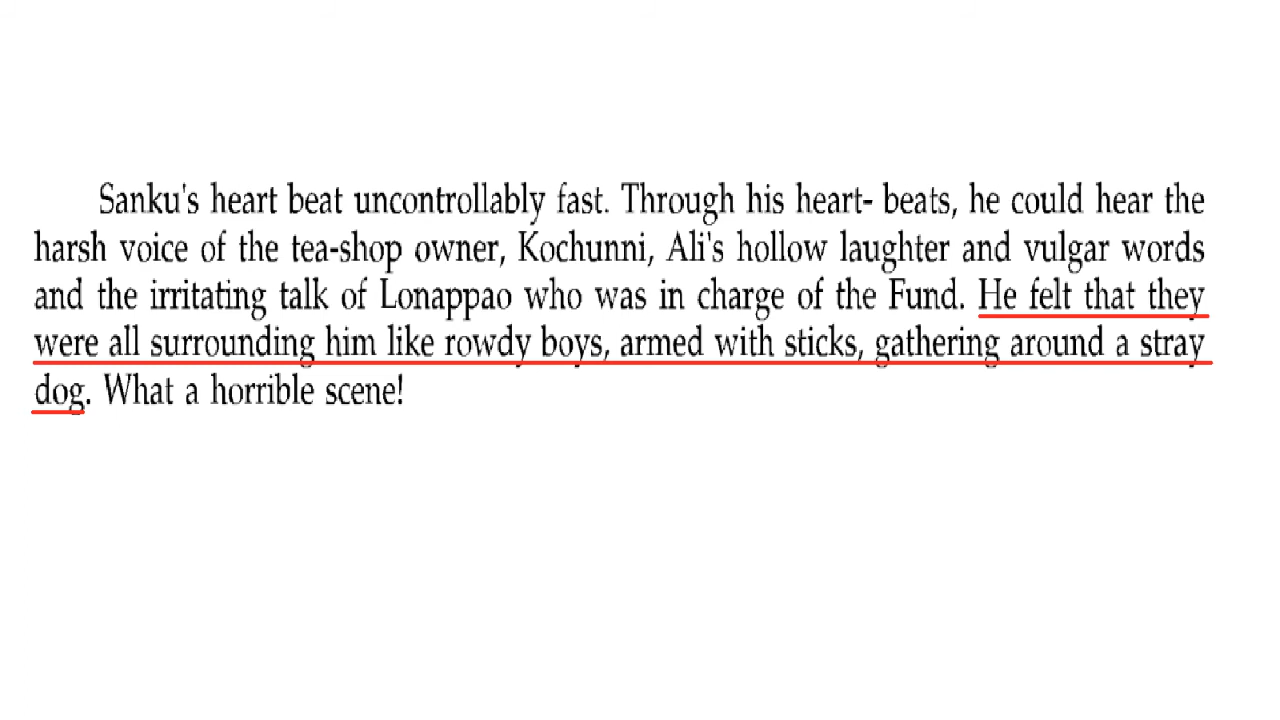 Sanku's heart beat uncontrollably fast. Through his heart- beats, he could hear the
harsh voice of the tea-shop owner, Kochunni, Ali's hollow laughter and vulgar words
and the irritating talk of Lonappao who was in charge of the Fund. He felt that they
were all surrounding him like rowdy boys, armed with sticks, gathering around a stray
dog. What a horrible scene!